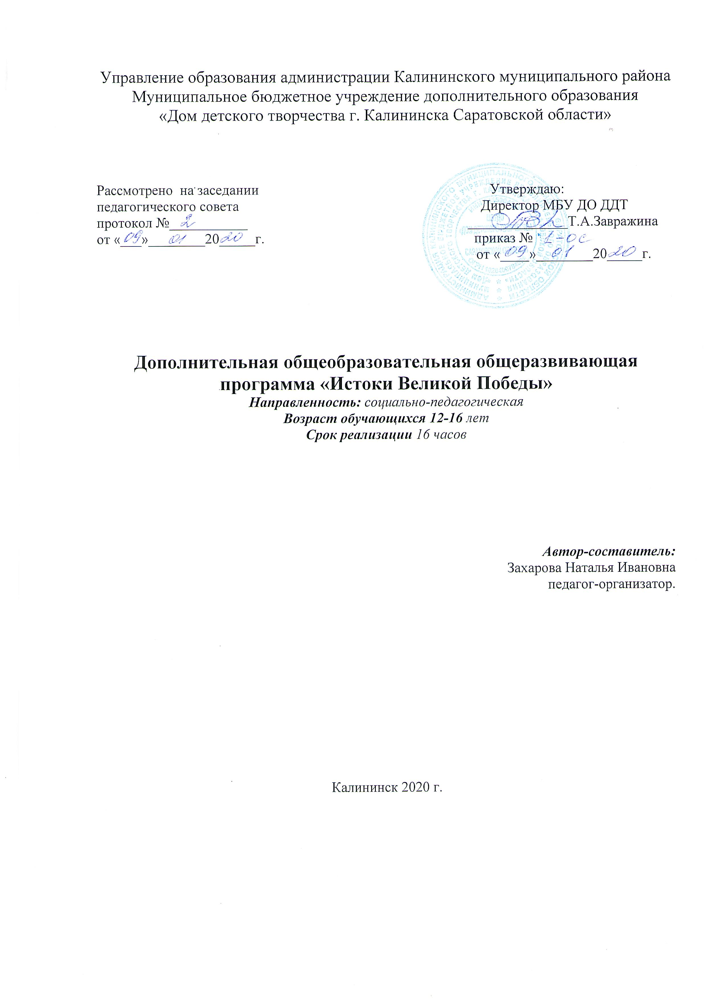 Управление образования администрации Калининского муниципального района
Муниципальное бюджетное учреждение дополнительного образования
«Дом детского творчества г. Калининска Саратовской области»
Рассмотрено на заседании
педагогического совета
протокол № 2
от «09» 01 2020 г.
Утверждаю:
Директор МБУ ДО ДДТ
Т.А.Завражина
приказ № 1-ОС
от «09» 01 2020 г.
Дополнительная общеобразовательная общеразвивающая
программа «Истоки Великой Победы»
Направленность: социально-педагогическая
Возраст обучающихся 12-16 лет
Срок реализации 16 часов
Автор-составитель:
Захарова Наталья Ивановна
педагог-организатор.
Калининск 2020 г.